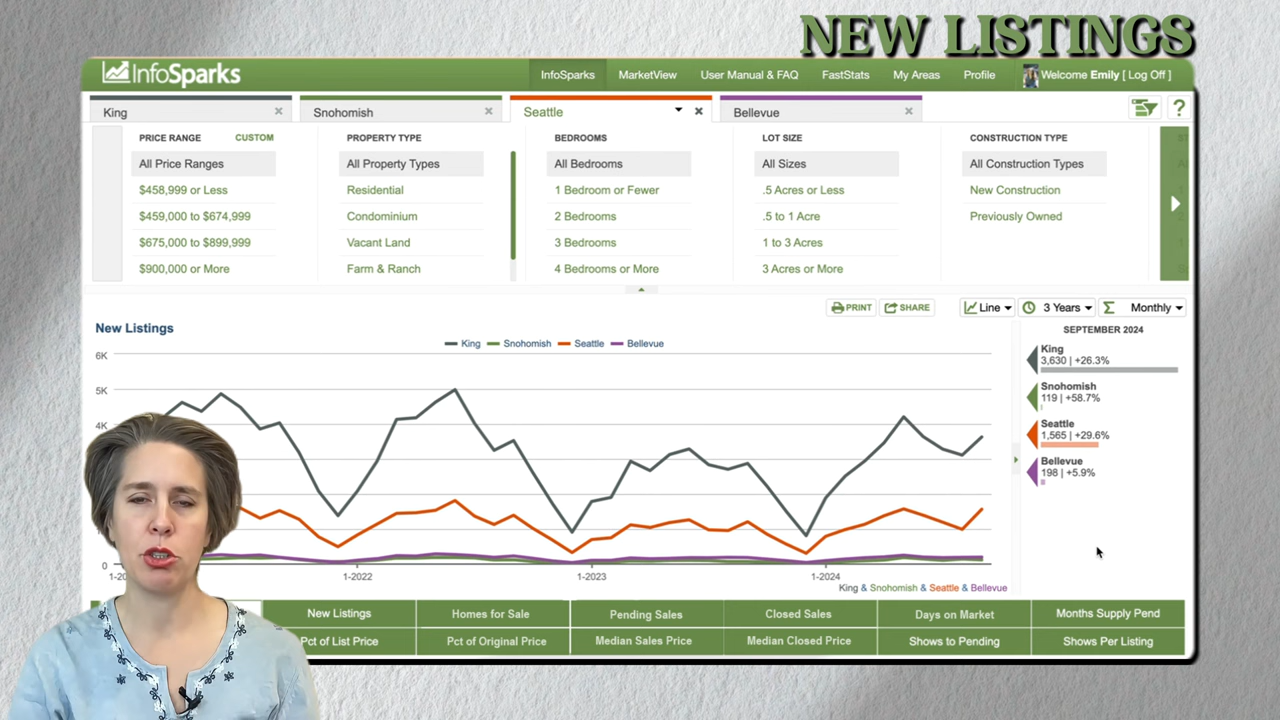 NEW LISTINGS
InfoSparks
InfoSparks MarketView User Manual & FAQ FastStats My Areas Profile Welcome Emily [ Log Off ]
King Snohomish Seattle Bellevue ?
PRICE RANGE CUSTOM PROPERTY TYPE BEDROOMS LOT SIZE CONSTRUCTION TYPE
All Price Ranges All Property Types All Bedrooms All Sizes All Construction Types
$458,999 or Less Residential 1 Bedroom or Fewer .5 Acres or Less New Construction
$459,000 to $674,999 Condominium 2 Bedrooms .5 to 1 Acre Previously Owned
$675,000 to $899,999 Vacant Land 3 Bedrooms 1 to 3 Acres
$900,000 or More Farm & Ranch 4 Bedrooms or More 3 Acres or More
PRINT SHARE Line 3 Years Monthly
New Listings
King Snohomish Seattle Bellevue
6K
5K
4K
0
1-20 1-2022 1-2023 1-2024
King & Snohomish & Seattle & Bellevue
SEPTEMBER 2024
King
3,630 | +26.3%
Snohomish
119 | +58.7%
Seattle
1,565 | +29.6%
Bellevue
198 | +5.9%
New Listings Homes for Sale Pending Sales Closed Sales Days on Market Months Supply Pend
Pct of List Price Pct of Original Price Median Sales Price Median Closed Price Shows to Pending Shows Per Listing